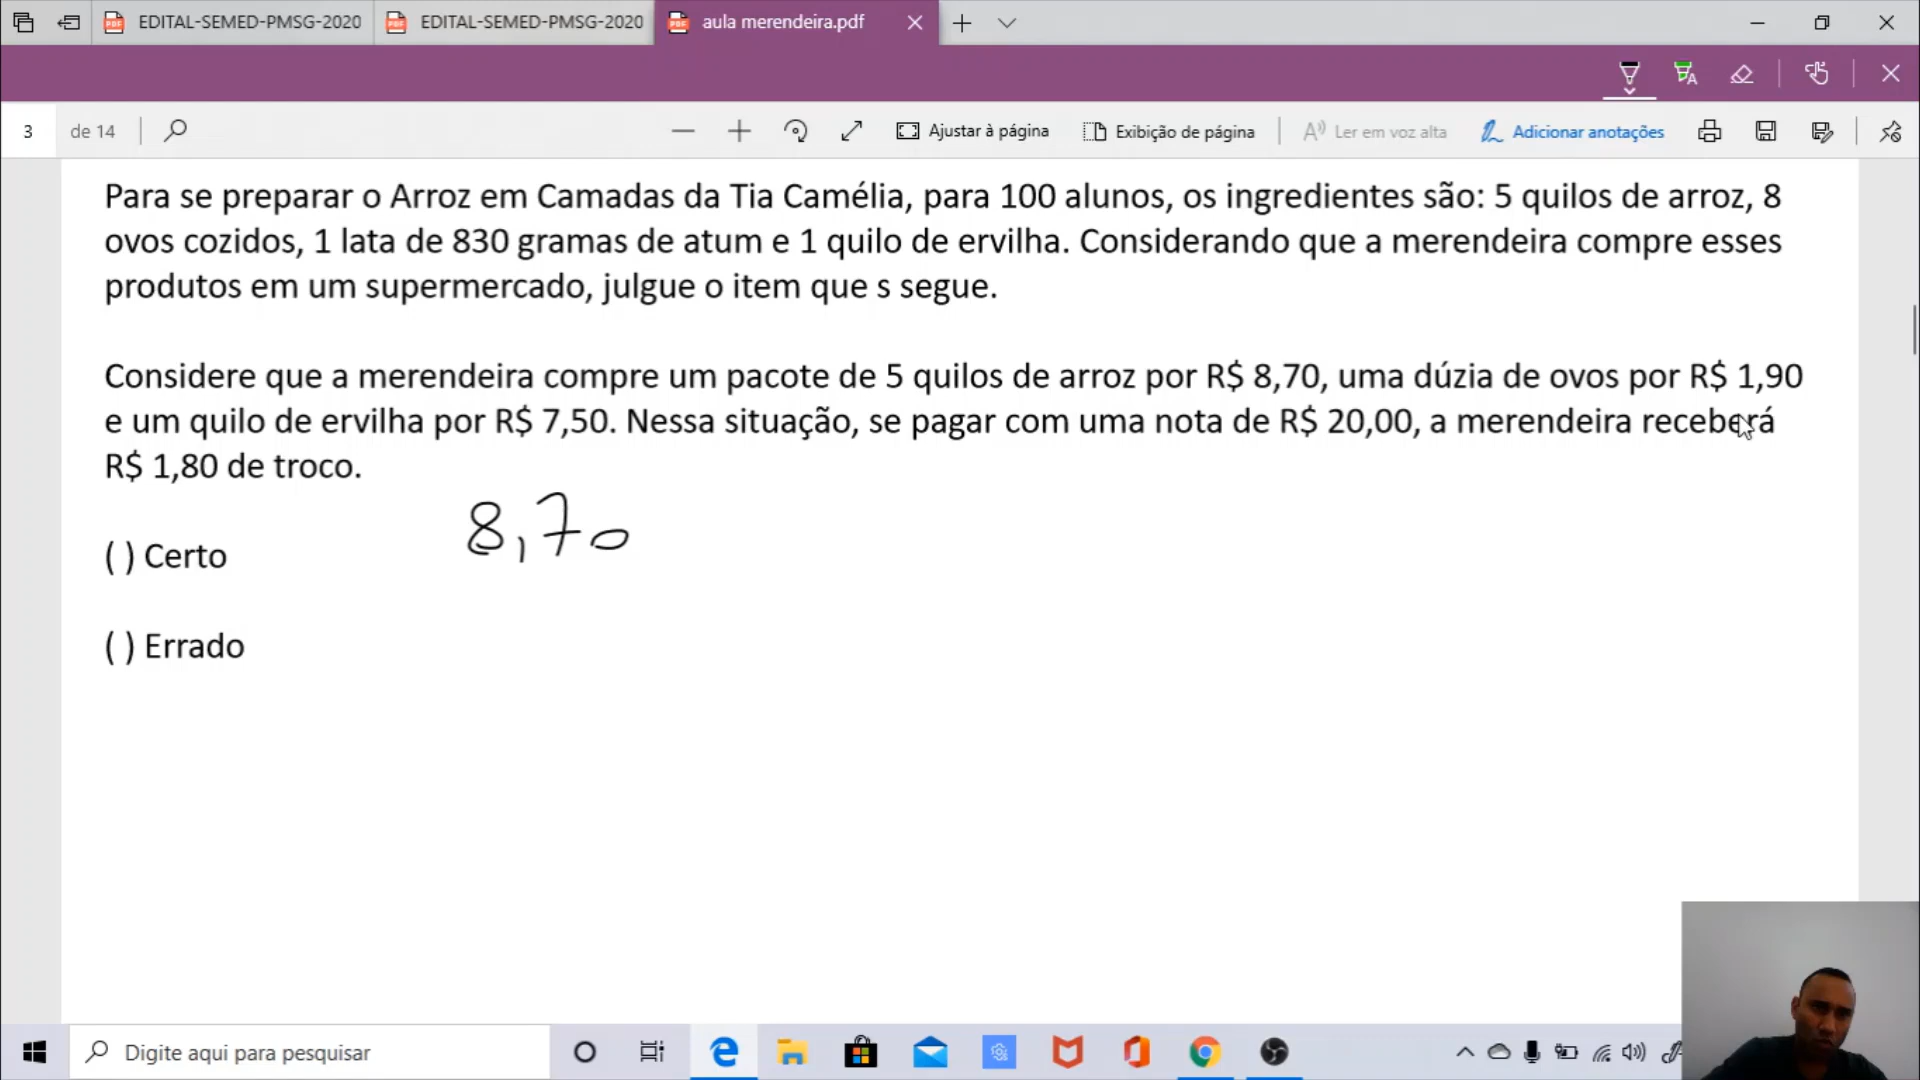 EDITAL-SEMED-PMSG-2020
EDITAL-SEMED-PMSG-2020
aula merendeira.pdf
3 de 14
Ajustar à página
Exibição de página
Ler em voz alta
Adicionar anotações
Para se preparar o Arroz em Camadas da Tia Camélia, para 100 alunos, os ingredientes são: 5 quilos de arroz, 8
ovos cozidos, 1 lata de 830 gramas de atum e 1 quilo de ervilha. Considerando que a merendeira compre esses
produtos em um supermercado, julgue o item que s segue.
Considere que a merendeira compre um pacote de 5 quilos de arroz por R$ 8,70, uma dúzia de ovos por R$ 1,90
e um quilo de ervilha por R$ 7,50. Nessa situação, se pagar com uma nota de R$ 20,00, a merendeira receberá
R$ 1,80 de troco.
8,70
( ) Certo
( ) Errado
Digite aqui para pesquisar